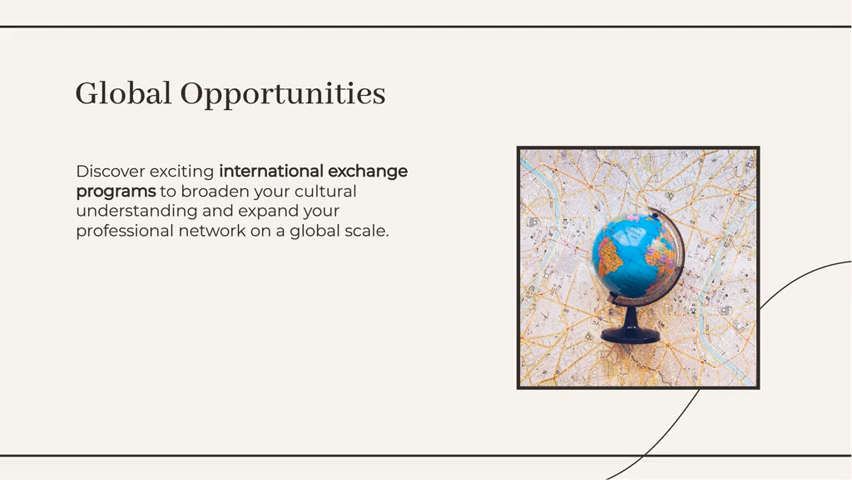 Global Opportunities
Discover exciting international exchange
programs to broaden your cultural
understanding and expand your
professional network on a global scale.